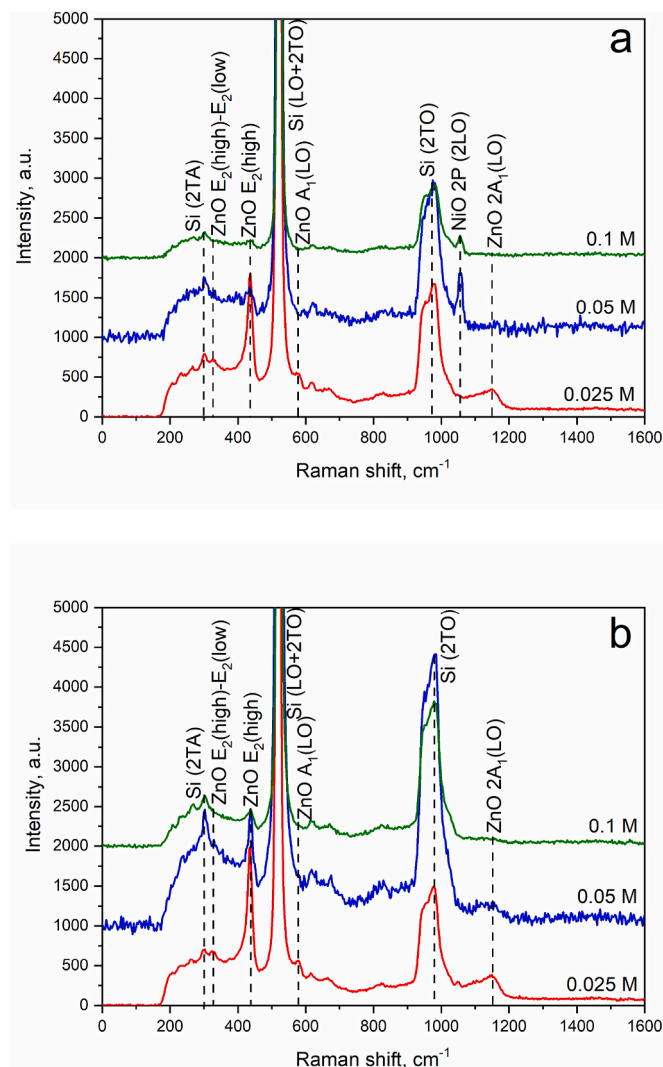 a
5000
4500
4000
3500
3000
2500
2000
1500
1000
500
0
Intensity, a.u.
Si (2TA)
ZnO E₂(high)-E₂(low)
ZnO E₂(high)
Si (LO+2TO)
ZnO A₁(LO)
Si (2TO)
NiO 2P (2LO)
ZnO 2A₁(LO)
0.1 M
0.05 M
0.025 M
0 200 400 600 800 1000 1200 1400 1600
Raman shift, cm⁻¹
b
5000
4500
4000
3500
3000
2500
2000
1500
1000
500
0
Intensity, a.u.
Si (2TA)
ZnO E₂(high)-E₂(low)
ZnO E₂(high)
Si (LO+2TO)
ZnO A₁(LO)
Si (2TO)
ZnO 2A₁(LO)
0.1 M
0.05 M
0.025 M
0 200 400 600 800 1000 1200 1400 1600
Raman shift, cm⁻¹